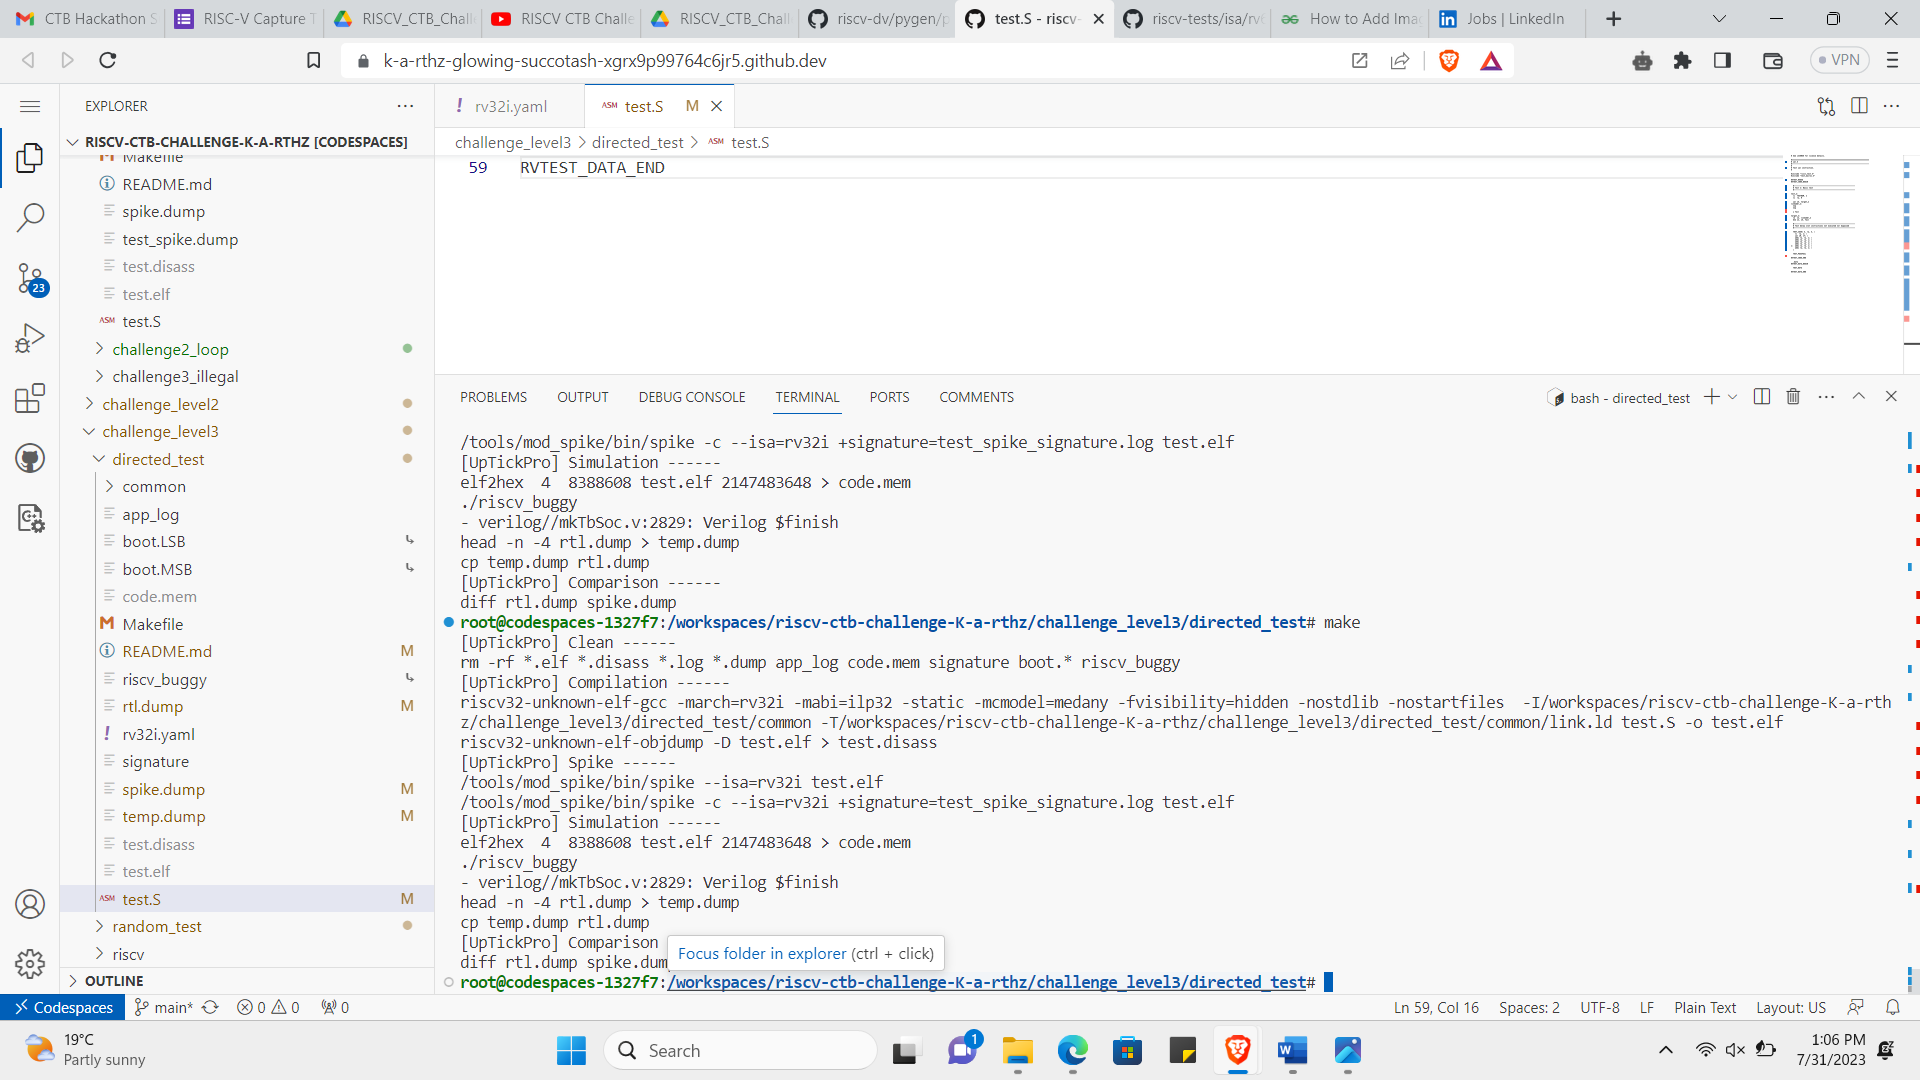 CTB Hackathon S
RISC-V Capture T
RISCV_CTB_Chall
RISCV CTB Challe
RISCV_CTB_Chall
riscv-dv/pygen/p
test.S - riscv-
riscv-tests/isa/rv6
How to Add Imag
Jobs | LinkedIn
k-a-rthz-glowing-succotash-xgrx9p99764c6jr5.github.dev
VPN
EXPLORER
rv32i.yaml
test.S M
RISCV-CTB-CHALLENGE-K-A-RTHZ [CODESPACES]
challenge_level3 > directed_test > ASM test.S
59 RVTEST_DATA_END
Makefile
README.md
spike.dump
test_spike.dump
test.disass
test.elf
ASM test.S
challenge2_loop
challenge3_illegal
challenge_level2
challenge_level3
directed_test
common
app_log
boot.LSB
boot.MSB
code.mem
Makefile
README.md M
riscv_buggy
rtl.dump M
rv32i.yaml
signature
spike.dump M
temp.dump M
test.disass
test.elf
ASM test.S M
random_test
riscv
OUTLINE
23
PROBLEMS OUTPUT DEBUG CONSOLE TERMINAL PORTS COMMENTS
bash - directed_test
/tools/mod_spike/bin/spike -c --isa=rv32i +signature=test_spike_signature.log test.elf
[UpTickPro] Simulation ------
elf2hex  4  8388608 test.elf 2147483648 > code.mem
./riscv_buggy
- verilog//mkTbSoc.v:2829: Verilog $finish
head -n -4 rtl.dump > temp.dump
cp temp.dump rtl.dump
[UpTickPro] Comparison ------
diff rtl.dump spike.dump
root@codespaces-1327f7:/workspaces/riscv-ctb-challenge-K-a-rthz/challenge_level3/directed_test# make
[UpTickPro] Clean ------
rm -rf *.elf *.disass *.log *.dump app_log code.mem signature boot.* riscv_buggy
[UpTickPro] Compilation ------
riscv32-unknown-elf-gcc -march=rv32i -mabi=ilp32 -static -mcmodel=medany -fvisibility=hidden -nostdlib -nostartfiles  -I/workspaces/riscv-ctb-challenge-K-a-rth
z/challenge_level3/directed_test/common -T/workspaces/riscv-ctb-challenge-K-a-rthz/challenge_level3/directed_test/common/link.ld test.S -o test.elf
riscv32-unknown-elf-objdump -D test.elf > test.disass
[UpTickPro] Spike ------
/tools/mod_spike/bin/spike --isa=rv32i test.elf
/tools/mod_spike/bin/spike -c --isa=rv32i +signature=test_spike_signature.log test.elf
[UpTickPro] Simulation ------
elf2hex  4  8388608 test.elf 2147483648 > code.mem
./riscv_buggy
- verilog//mkTbSoc.v:2829: Verilog $finish
head -n -4 rtl.dump > temp.dump
cp temp.dump rtl.dump
[UpTickPro] Comparison
Focus folder in explorer (ctrl + click)
diff rtl.dump spike.dum
root@codespaces-1327f7:/workspaces/riscv-ctb-challenge-K-a-rthz/challenge_level3/directed_test#
Codespaces main* 0 0 0
Ln 59, Col 16 Spaces: 2 UTF-8 LF Plain Text Layout: US
19°C
Partly sunny
Search
1
1:06 PM
7/31/2023